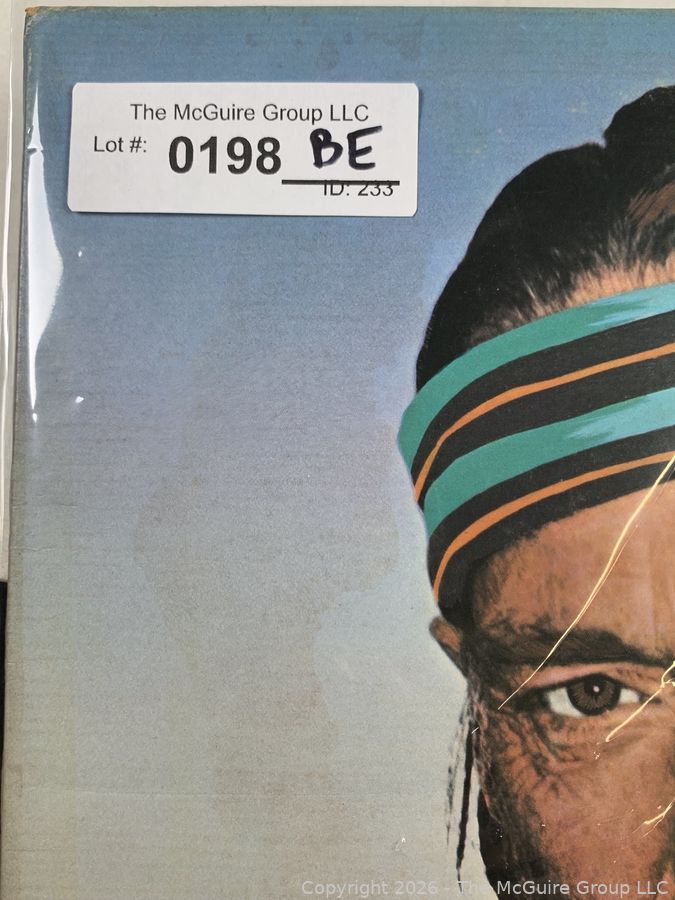 The McGuire Group LLC
Lot #: 0198 BE
ID: 233
Copyright 2026 - The McGuire Group LLC